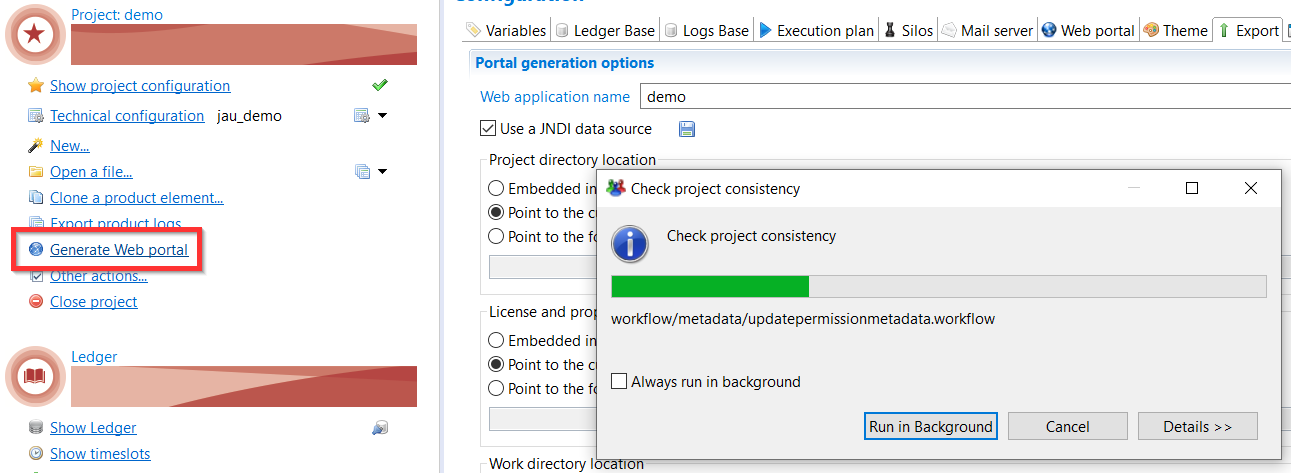 Project: demo
Show project configuration
Technical configuration jau_demo
New...
Open a file...
Clone a product element...
Export product logs
Generate Web portal
Other actions...
Close project
Ledger
Show Ledger
Show timeslots
Variables Ledger Base Logs Base Execution plan Silos Mail server Web portal Theme Export
Portal generation options
Web application name demo
Use a JNDI data source
Project directory location
Embedded in
Point to the c
Point to the fo
License and prop
Embedded in
Point to the c
Point to the fo
Work directory location
Check project consistency
Check project consistency
workflow/metadata/updatepermissionmetadata.workflow
Always run in background
Run in Background Cancel Details >>